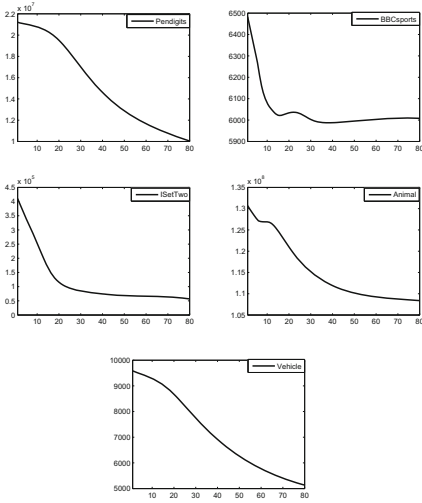 x 10^7
2.2
2
1.8
1.6
1.4
1.2
1
10 20 30 40 50 60 70 80
Pendigits
6500
6400
6300
6200
6100
6000
5900
10 20 30 40 50 60 70 80
BBCsports
x 10^5
4.5
4
3.5
3
2.5
2
1.5
1
0.5
0
10 20 30 40 50 60 70 80
ISetTwo
x 10^8
1.35
1.3
1.25
1.2
1.15
1.1
1.05
10 20 30 40 50 60 70 80
Animal
10000
9000
8000
7000
6000
5000
10 20 30 40 50 60 70 80
Vehicle